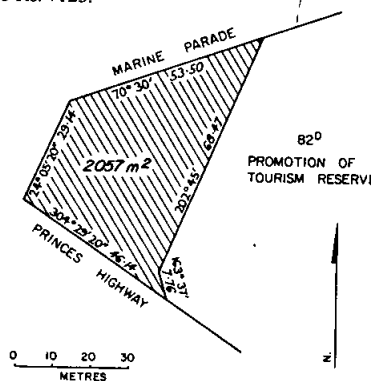 MARINE PARADE
70° 30' 53·50
24° 05' 20" 29·14
2057 m²
202° 45' 68·47
82ᴰ
PROMOTION OF
TOURISM RESERVE
304° 29' 20" 46·14
163° 37'
7·76
PRINCES HIGHWAY
N.
0 10 20 30
METRES